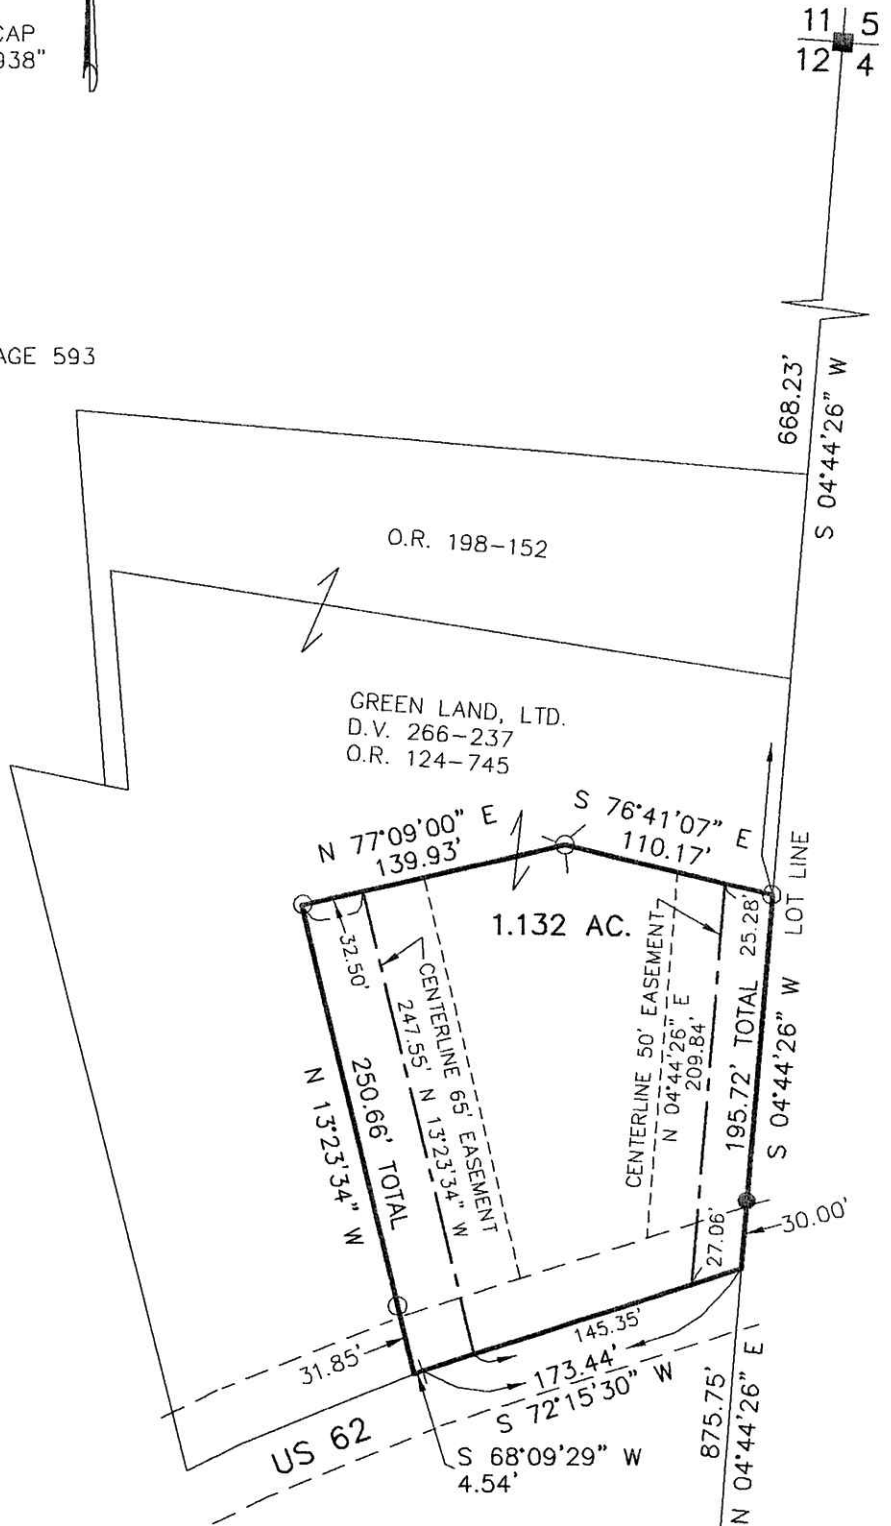 CAP
938"
11 5
12 4
AGE 593
668.23'
S 04°44'26" W
O.R. 198-152
GREEN LAND, LTD.
D.V. 266-237
O.R. 124-745
N 77°09'00" E
139.93'
S 76°41'07" E
110.17'
LOT LINE
1.132 AC.
32.50'
25.28'
CENTERLINE 65' EASEMENT
247.55' N 13°23'34" W
CENTERLINE 50' EASEMENT
N 04°44'26" E
209.84'
250.66' TOTAL
N 13°23'34" W
195.72' TOTAL
S 04°44'26" W
27.06'
30.00'
31.85'
145.35'
173.44'
S 72°15'30" W
US 62
S 68°09'29" W
4.54'
875.75'
N 04°44'26" E